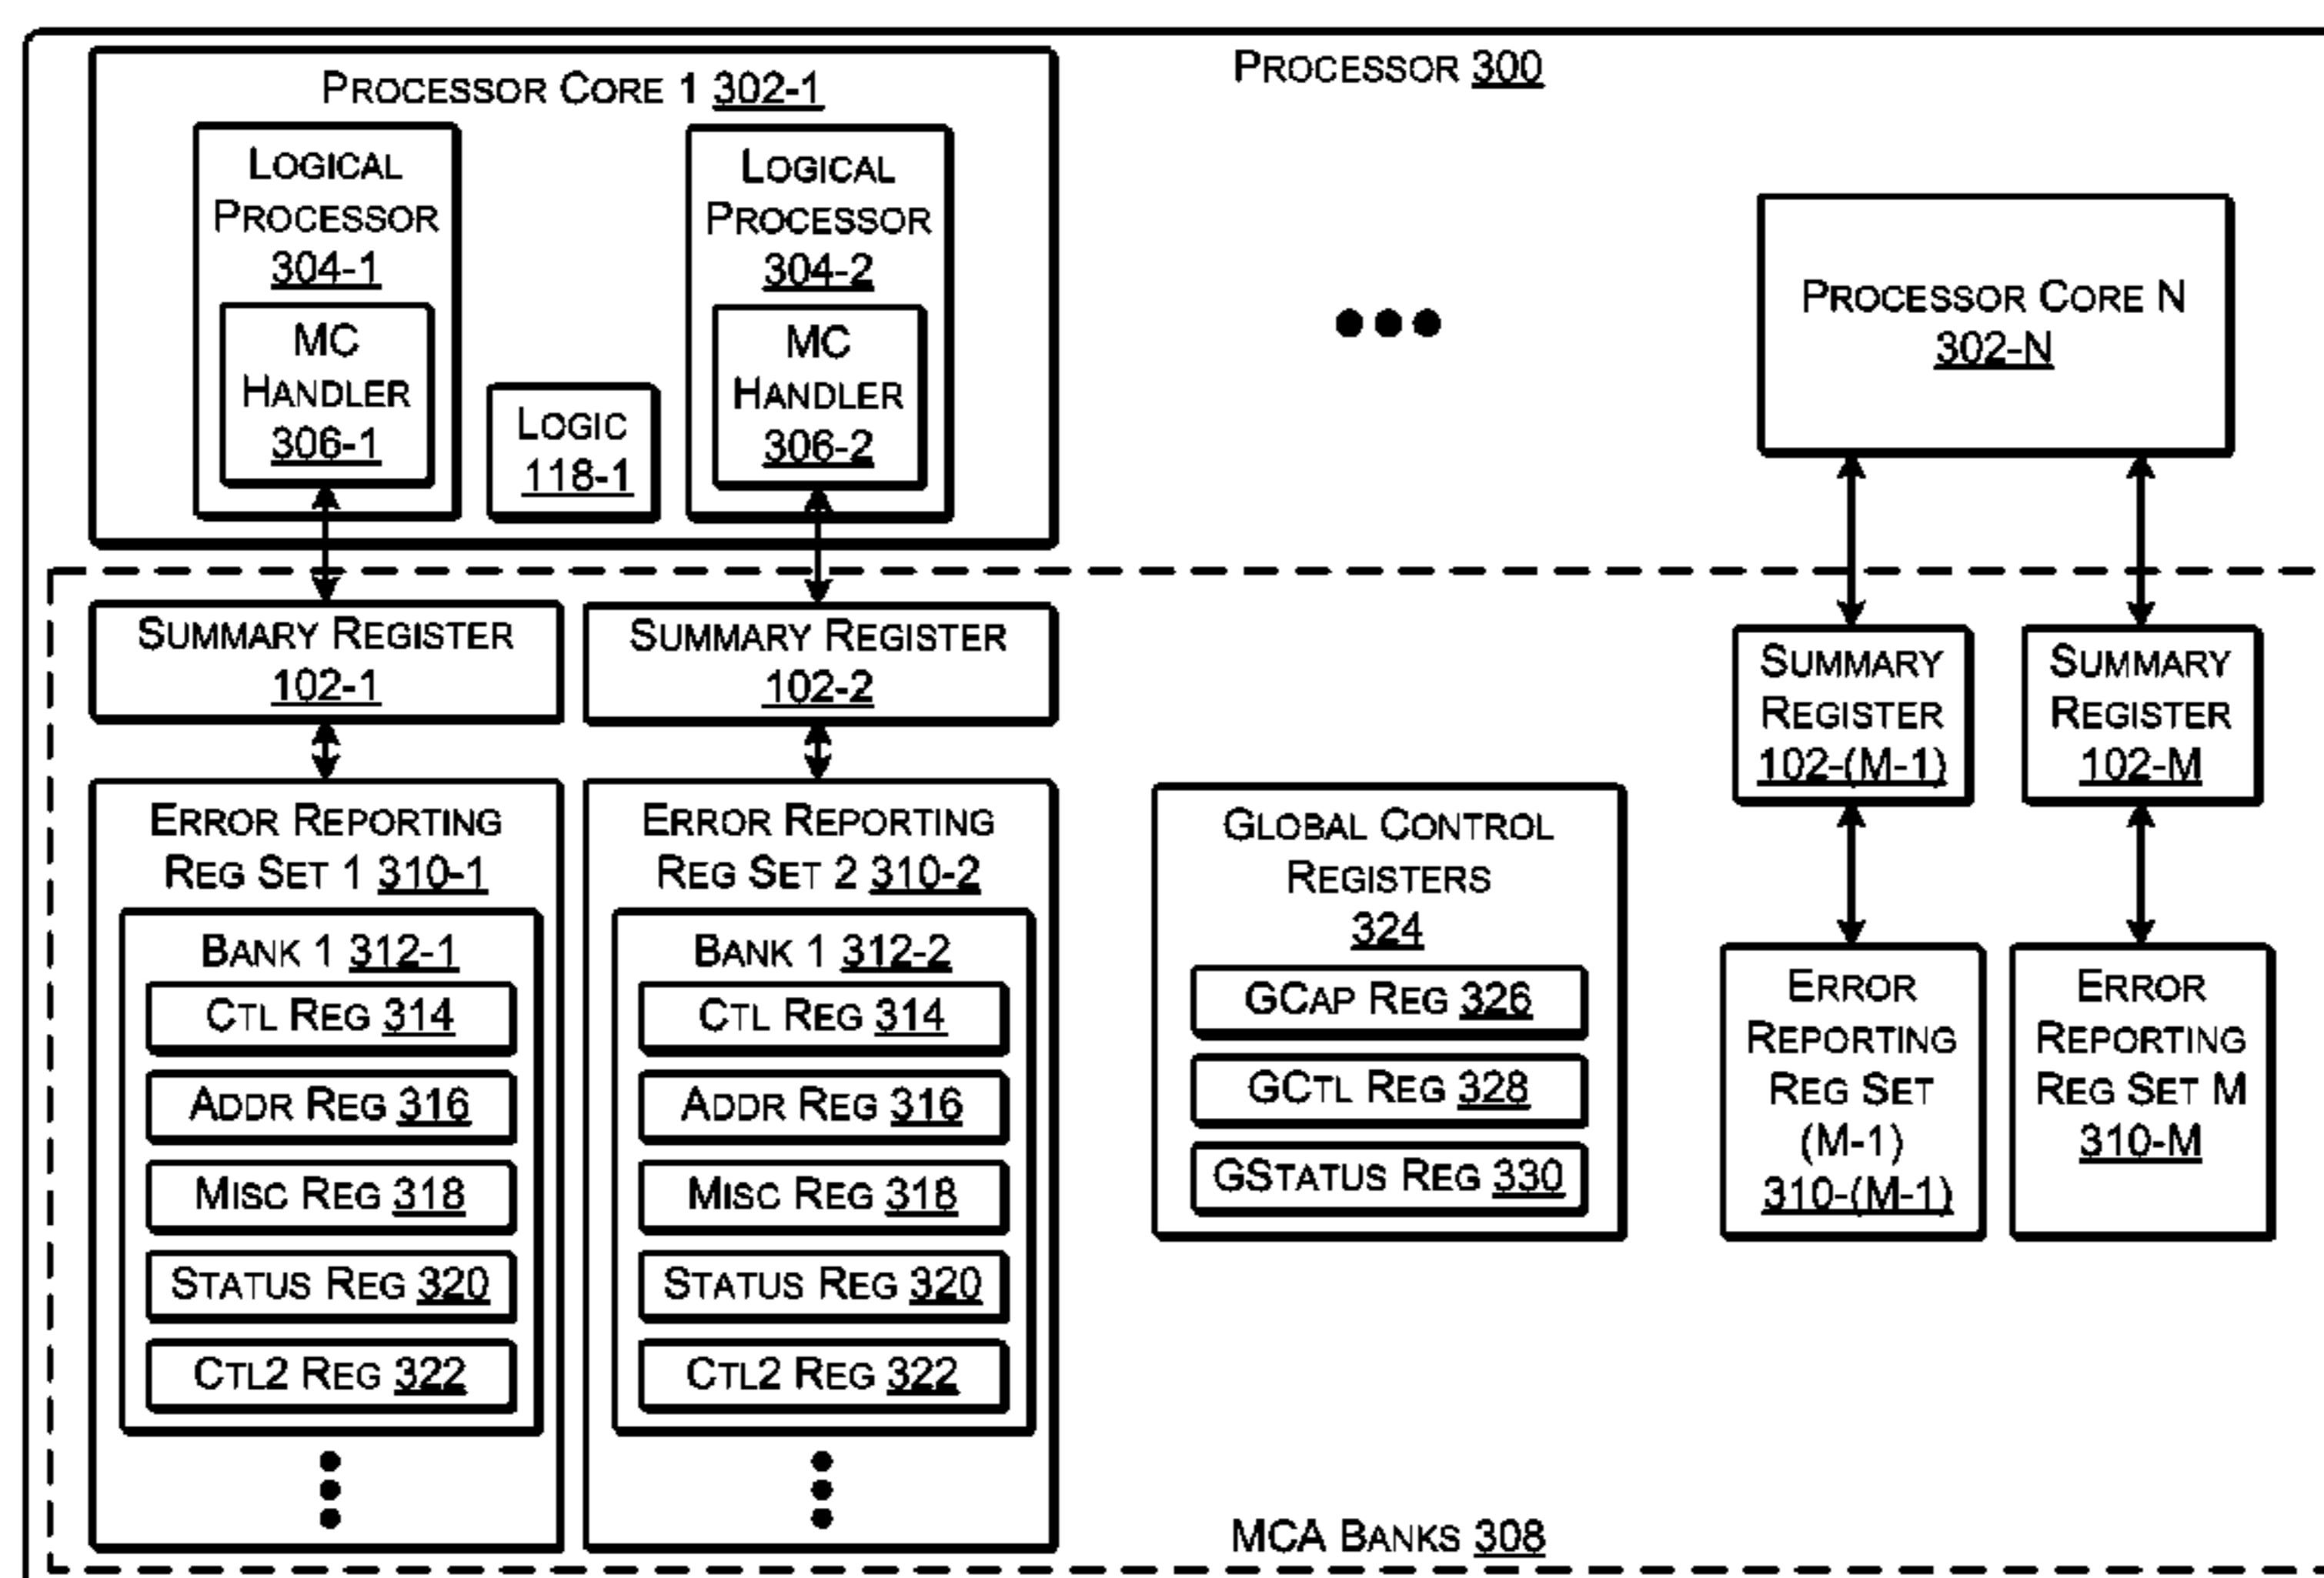 PROCESSOR 300
PROCESSOR CORE 1 302-1
LOGICAL
PROCESSOR
304-1
MC
HANDLER
306-1
LOGIC
118-1
LOGICAL
PROCESSOR
304-2
MC
HANDLER
306-2
PROCESSOR CORE N
302-N
SUMMARY REGISTER
102-1
SUMMARY REGISTER
102-2
SUMMARY
REGISTER
102-(M-1)
SUMMARY
REGISTER
102-M
ERROR REPORTING
REG SET 1 310-1
BANK 1 312-1
CTL REG 314
ADDR REG 316
MISC REG 318
STATUS REG 320
CTL2 REG 322
ERROR REPORTING
REG SET 2 310-2
BANK 1 312-2
CTL REG 314
ADDR REG 316
MISC REG 318
STATUS REG 320
CTL2 REG 322
GLOBAL CONTROL
REGISTERS
324
GCAP REG 326
GCTL REG 328
GSTATUS REG 330
ERROR
REPORTING
REG SET
(M-1)
310-(M-1)
ERROR
REPORTING
REG SET M
310-M
MCA BANKS 308